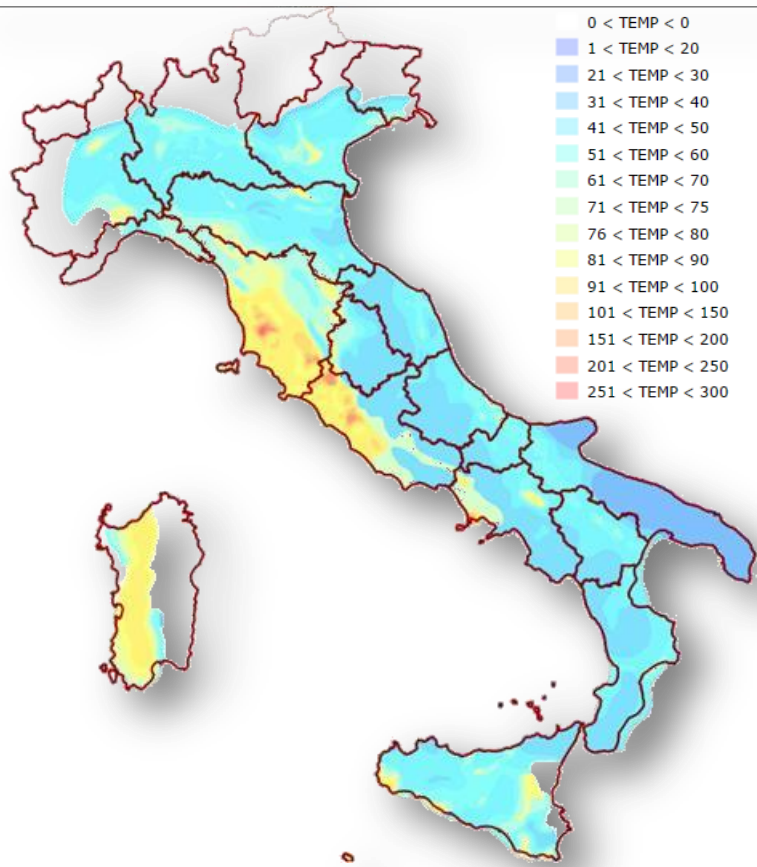 0 < TEMP < 0
1 < TEMP < 20
21 < TEMP < 30
31 < TEMP < 40
41 < TEMP < 50
51 < TEMP < 60
61 < TEMP < 70
71 < TEMP < 75
76 < TEMP < 80
81 < TEMP < 90
91 < TEMP < 100
101 < TEMP < 150
151 < TEMP < 200
201 < TEMP < 250
251 < TEMP < 300